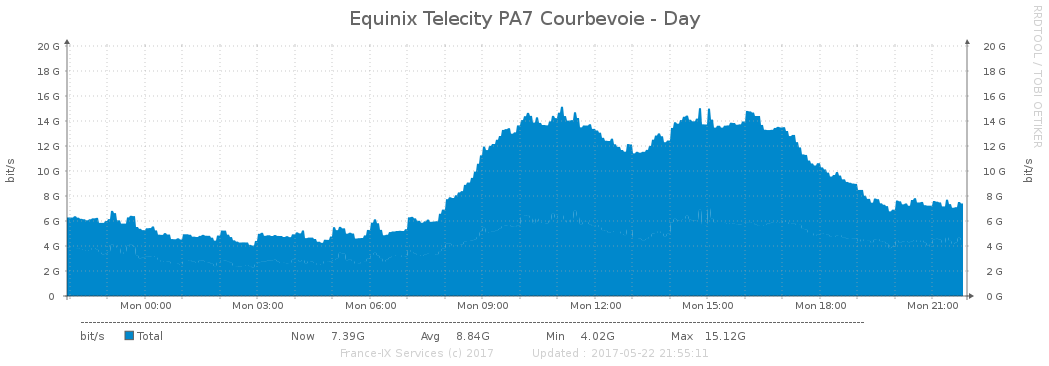 Equinix Telecity PA7 Courbevoie - Day
RRDTOOL / TOBI OETIKER
20 G 20 G
18 G 18 G
16 G 16 G
14 G 14 G
12 G 12 G
10 G 10 G
8 G 8 G
6 G 6 G
4 G 4 G
2 G 2 G
0 0 G
bit/s bit/s
Mon 00:00 Mon 03:00 Mon 06:00 Mon 09:00 Mon 12:00 Mon 15:00 Mon 18:00 Mon 21:00
bit/s Total Now 7.39G Avg 8.84G Min 4.02G Max 15.12G
France-IX Services (c) 2017 Updated : 2017-05-22 21:55:11